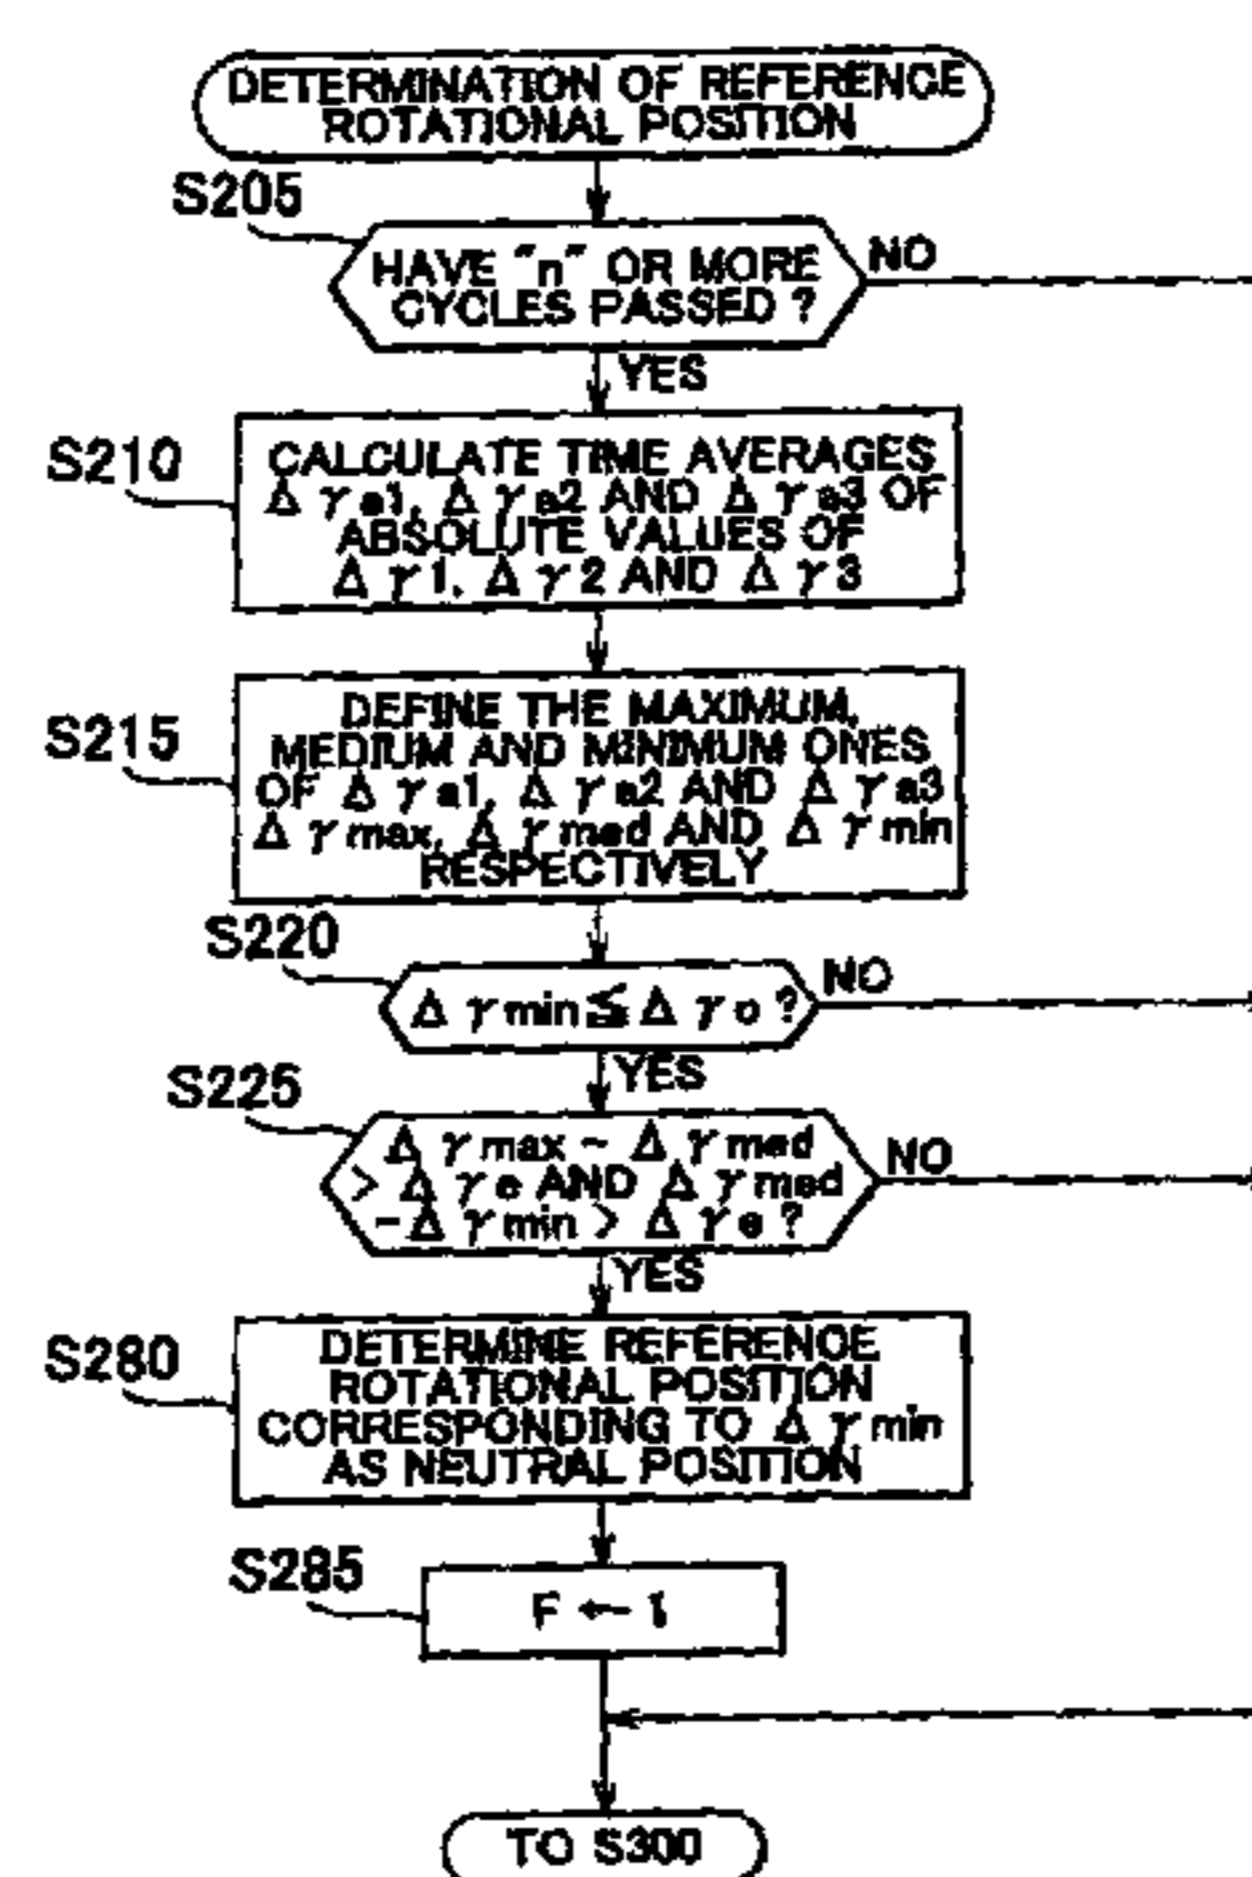 DETERMINATION OF REFERENCE
ROTATIONAL POSITION
S205
HAVE "n" OR MORE
CYCLES PASSED ?
NO
YES
S210
CALCULATE TIME AVERAGES
Δγa1, Δγa2 AND Δγa3 OF
ABSOLUTE VALUES OF
Δγ1, Δγ2 AND Δγ3
S215
DEFINE THE MAXIMUM,
MEDIUM AND MINIMUM ONES
OF Δγa1, Δγa2 AND Δγa3
Δγmax, Δγmed AND Δγmin
RESPECTIVELY
S220
Δγmin≦Δγo ?
NO
YES
S225
Δγmax - Δγmed
> Δγe AND Δγmed
-Δγmin > Δγe ?
NO
YES
S280
DETERMINE REFERENCE
ROTATIONAL POSITION
CORRESPONDING TO Δγmin
AS NEUTRAL POSITION
S285
F ← 1
TO S300